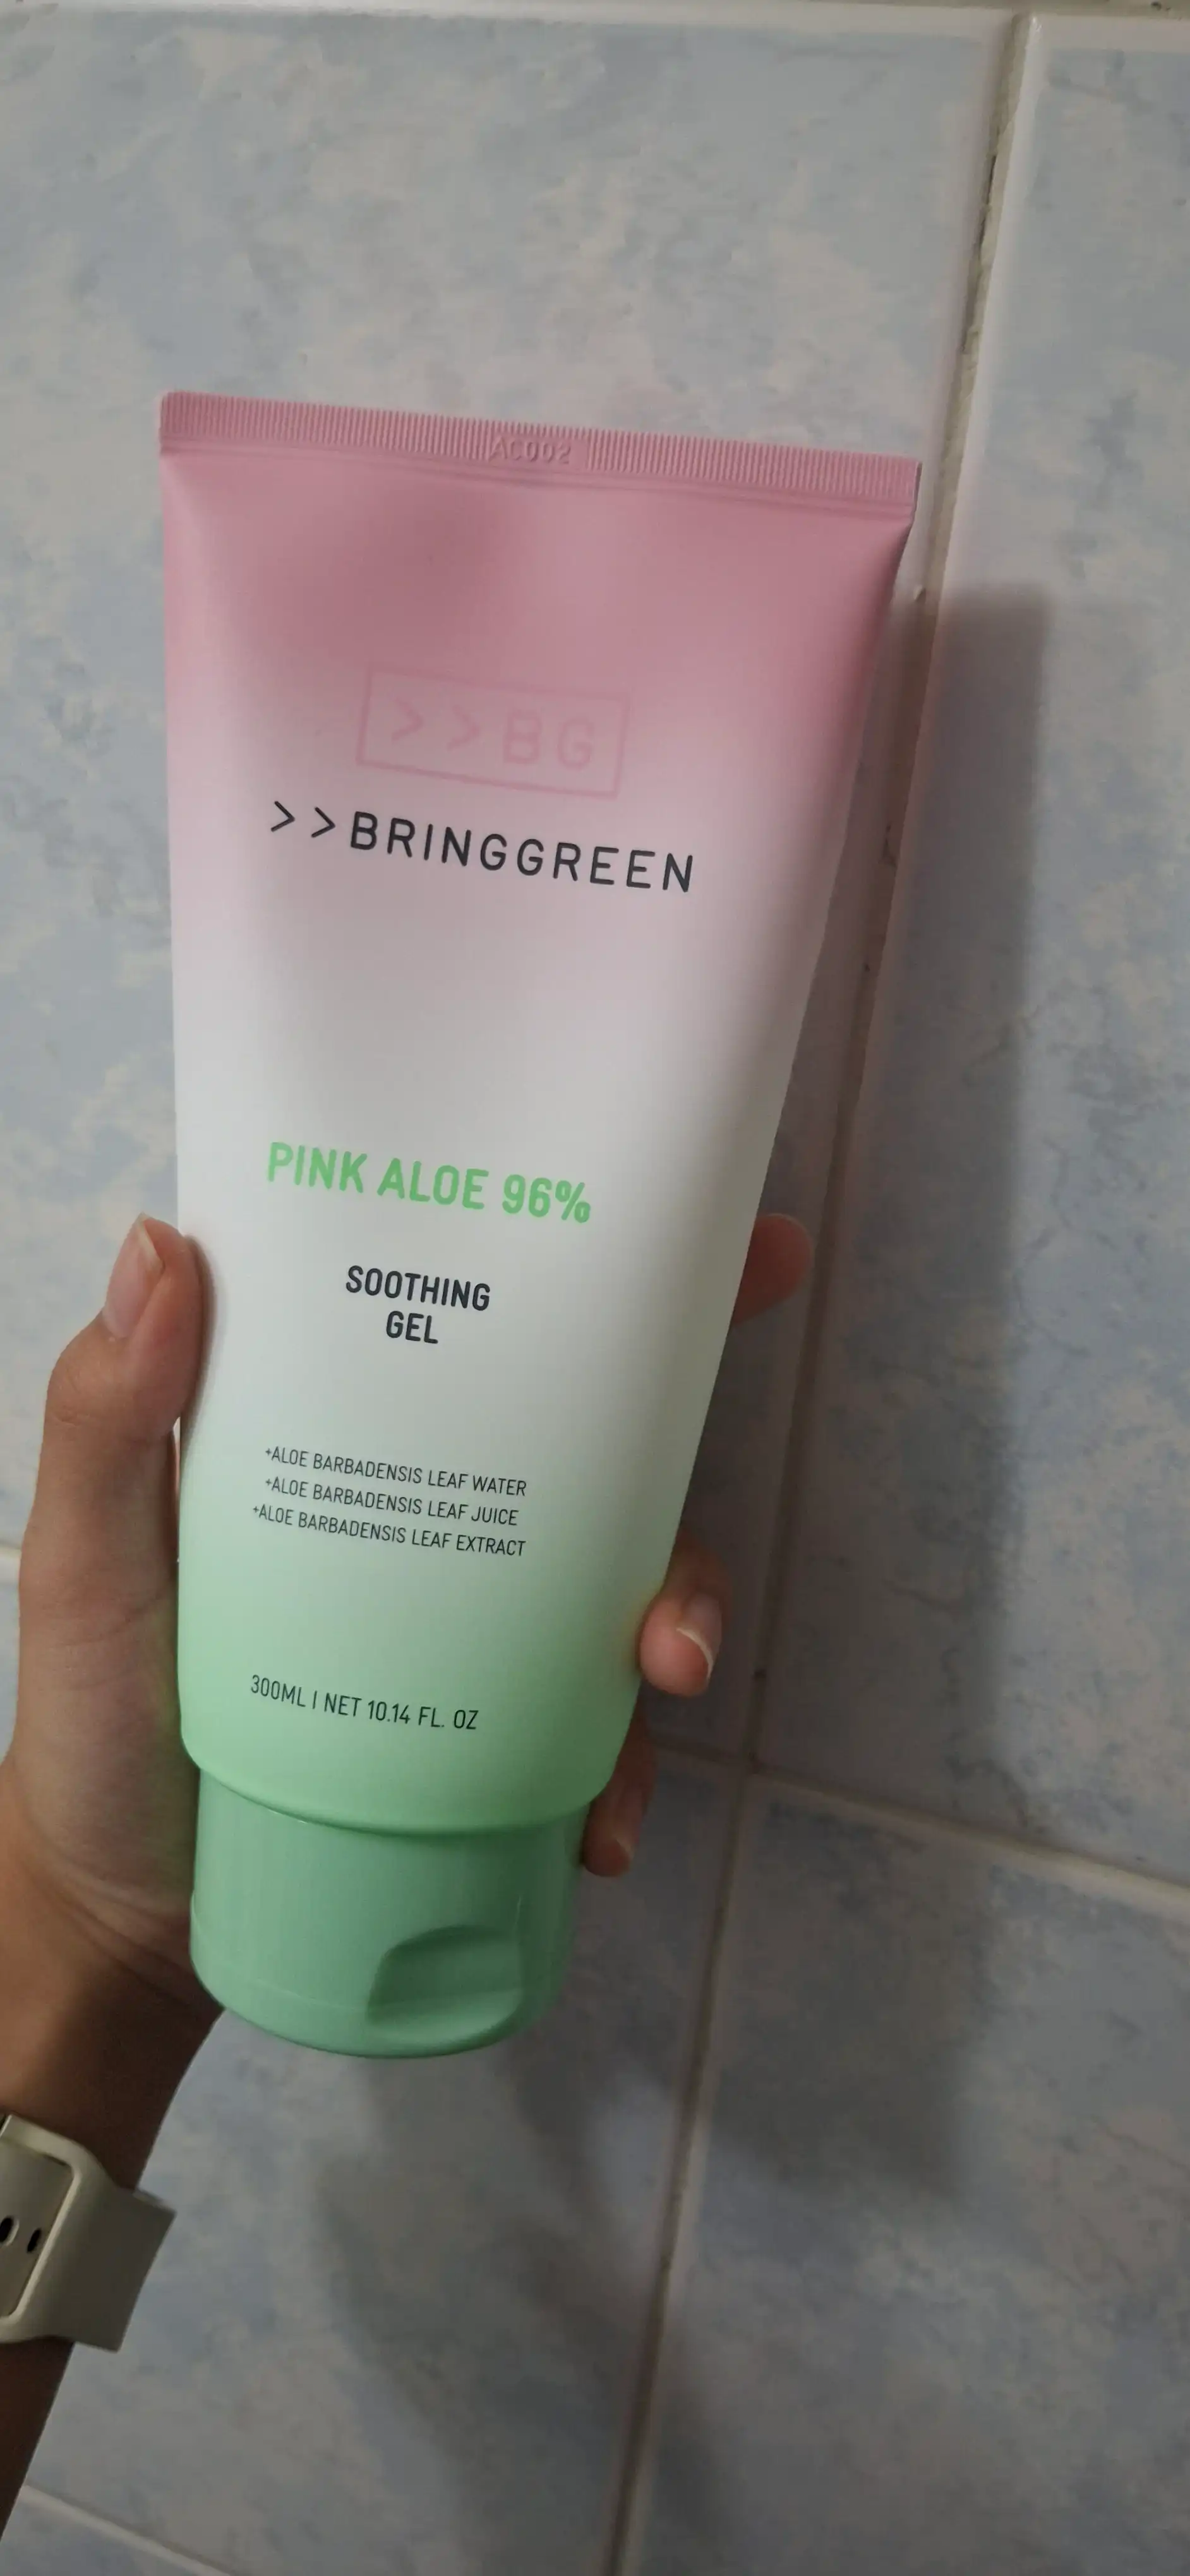 AC002
>>BG
>>BRINGGREEN
PINK ALOE 96%
SOOTHING
GEL
+ALOE BARBADENSIS LEAF WATER
+ALOE BARBADENSIS LEAF JUICE
+ALOE BARBADENSIS LEAF EXTRACT
300ML | NET 10.14 FL. OZ